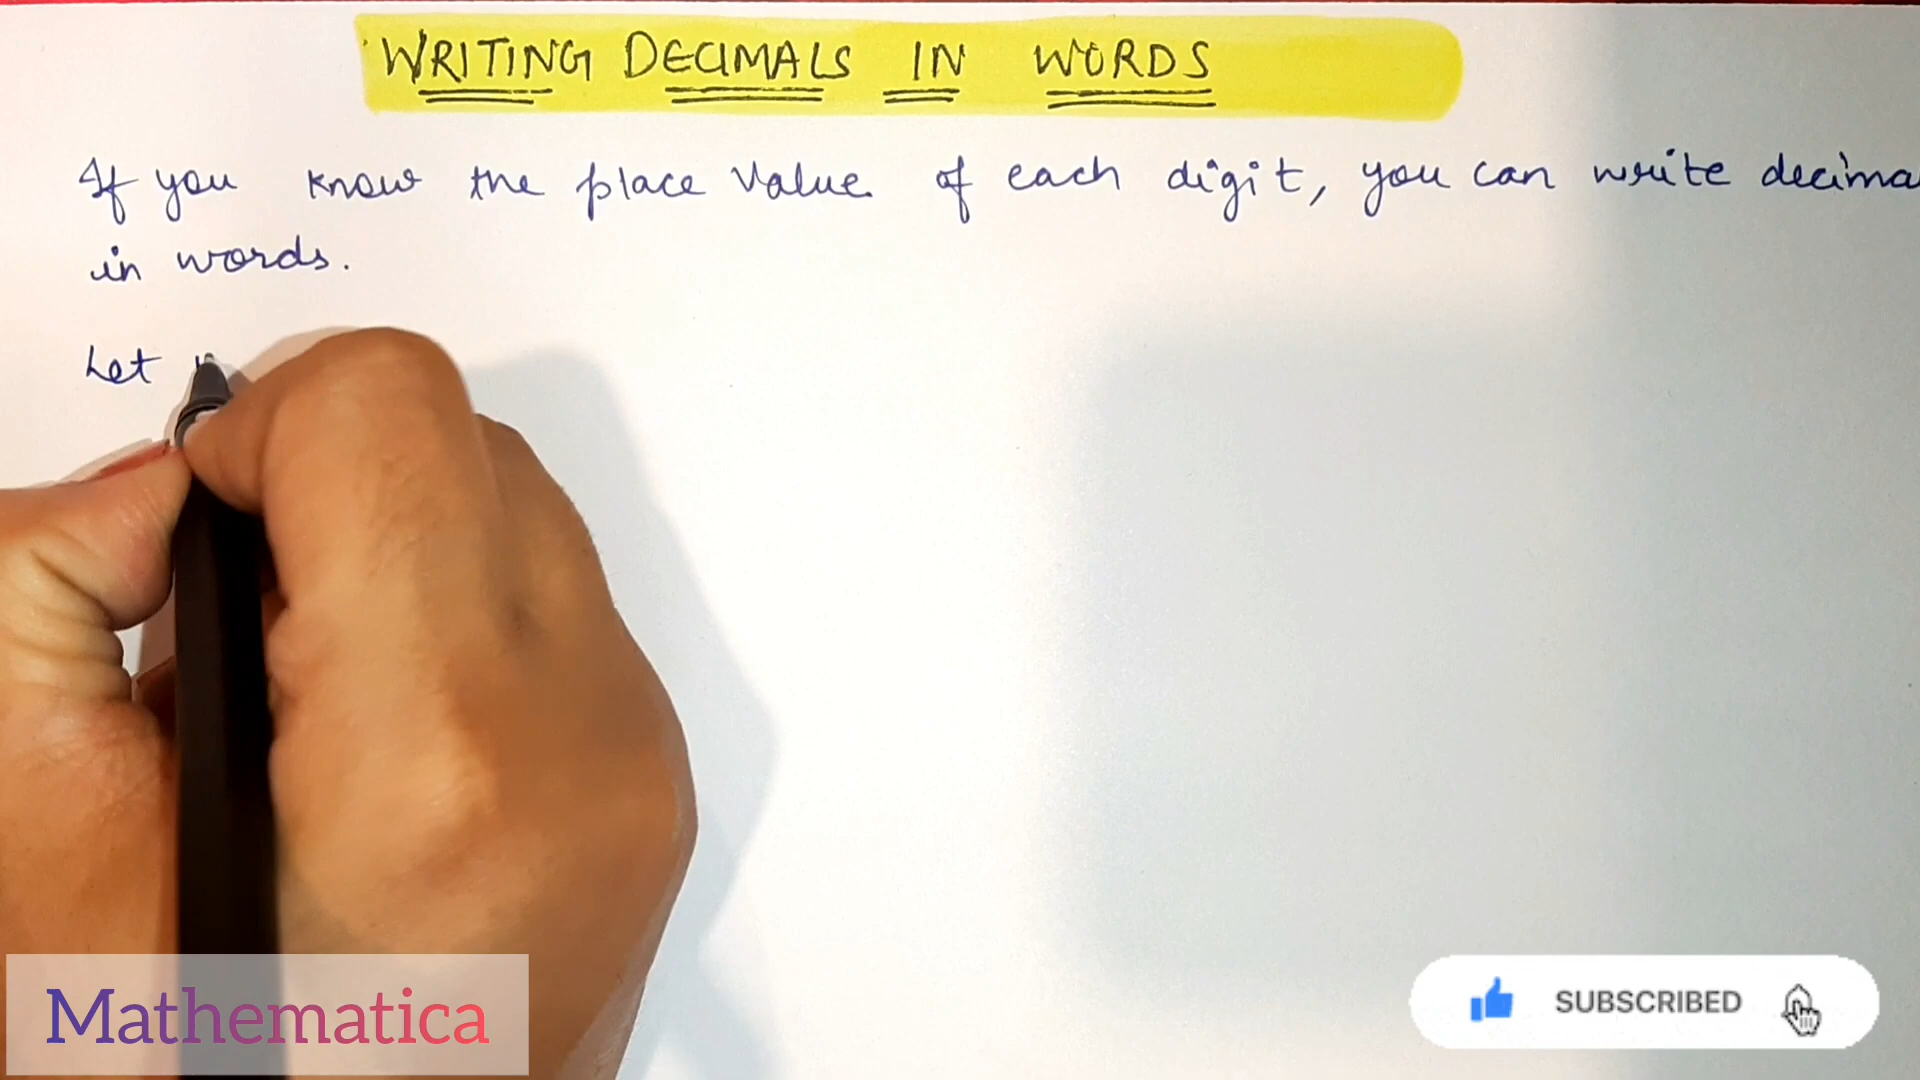 WRITING DECIMALS IN WORDS
If you know the place value of each digit, you can write decima
in words.
Let
Mathematica
SUBSCRIBED